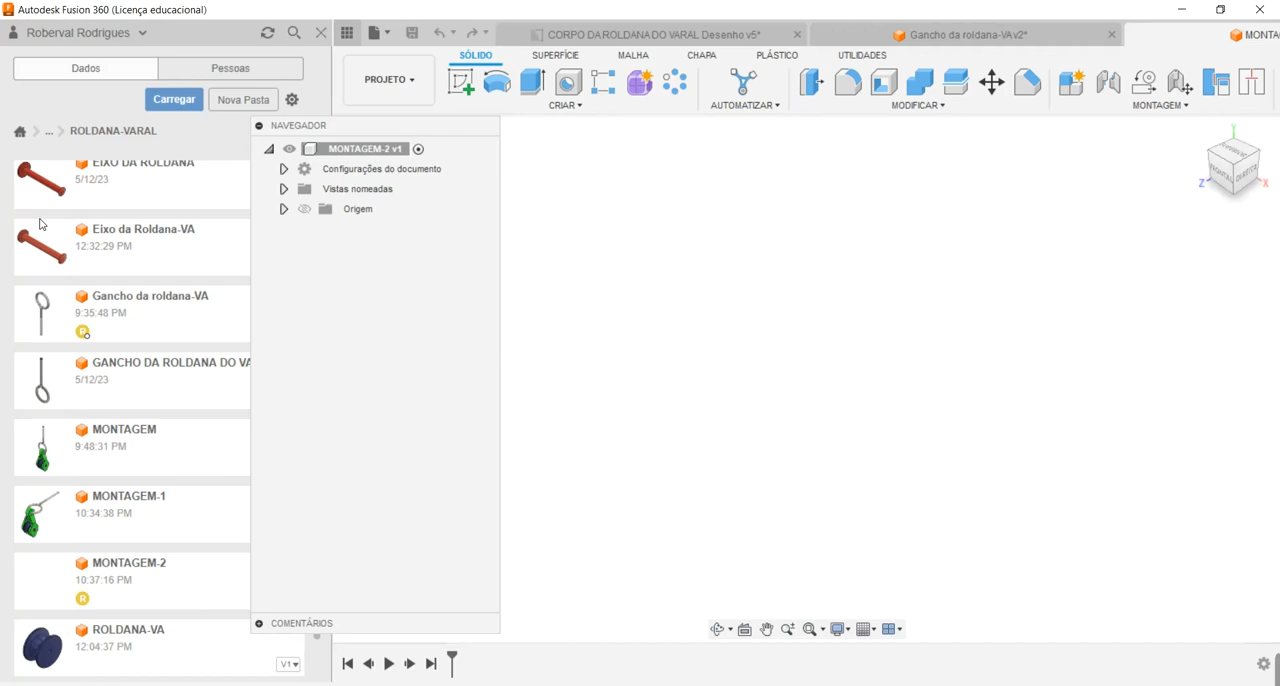 Autodesk Fusion 360 (Licença educacional)
Roberval Rodrigues
CORPO DA ROLDANA DO VARAL Desenho v5*
Gancho da roldana-VA v2*
MONTA
Dados
Pessoas
Carregar
Nova Pasta
PROJETO
SÓLIDO
SUPERFÍCIE
MALHA
CHAPA
PLÁSTICO
UTILIDADES
CRIAR
AUTOMATIZAR
MODIFICAR
MONTAGEM
...
ROLDANA-VARAL
NAVEGADOR
MONTAGEM-2 v1
Configurações do documento
Vistas nomeadas
Origem
EIXO DA ROLDANA
5/12/23
Eixo da Roldana-VA
12:32:29 PM
Gancho da roldana-VA
9:35:48 PM
R
GANCHO DA ROLDANA DO VA
5/12/23
MONTAGEM
9:48:31 PM
MONTAGEM-1
10:34:38 PM
MONTAGEM-2
10:37:16 PM
R
ROLDANA-VA
12:04:37 PM
V1
COMENTÁRIOS
Y
Z
X
FRONTAL
DIREITA